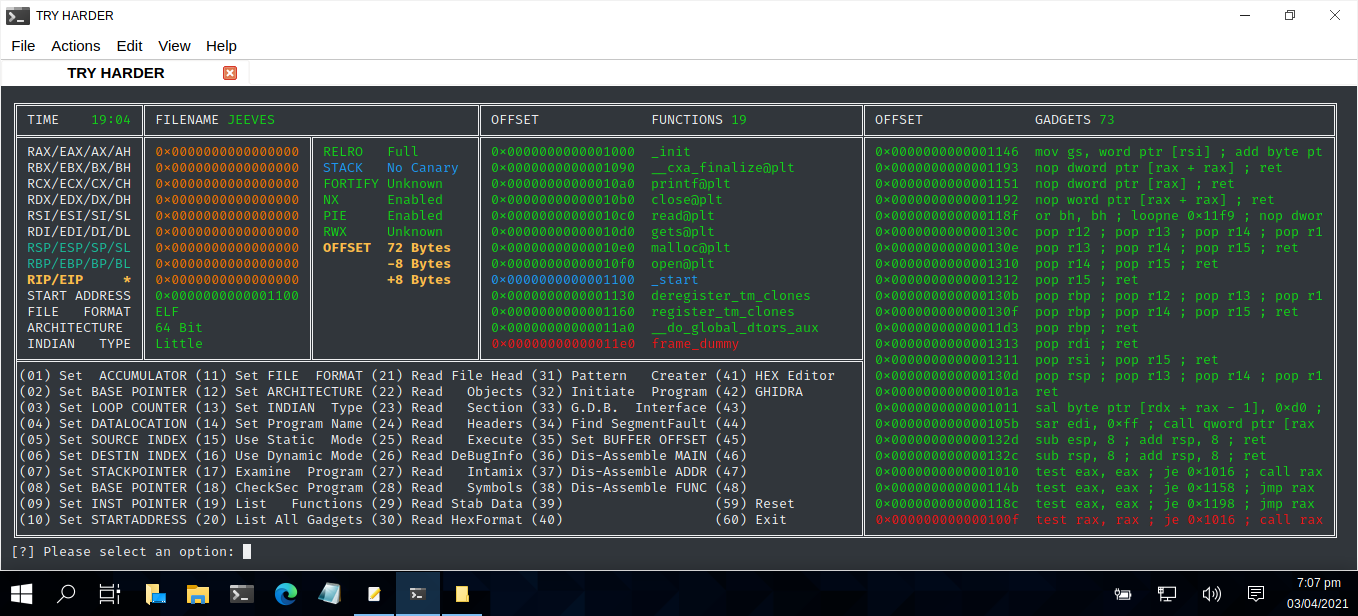 TRY HARDER
File Actions Edit View Help
TRY HARDER
TIME 19:04 FILENAME JEEVES OFFSET FUNCTIONS 19 OFFSET GADGETS 73
RAX/EAX/AX/AH 0×0000000000000000 RELRO Full 0×0000000000001000 _init 0×0000000000001146 mov gs, word ptr [rsi] ; add byte pt
RBX/EBX/BX/BH 0×0000000000000000 STACK No Canary 0×0000000000001090 __cxa_finalize@plt 0×0000000000001193 nop dword ptr [rax + rax] ; ret
RCX/ECX/CX/CH 0×0000000000000000 FORTIFY Unknown 0×00000000000010a0 printf@plt 0×0000000000001151 nop dword ptr [rax] ; ret
RDX/EDX/DX/DH 0×0000000000000000 NX Enabled 0×00000000000010b0 close@plt 0×0000000000001192 nop word ptr [rax + rax] ; ret
RSI/ESI/SI/SL 0×0000000000000000 PIE Enabled 0×00000000000010c0 read@plt 0×000000000000118f or bh, bh ; loopne 0×11f9 ; nop dwor
RDI/EDI/DI/DL 0×0000000000000000 RWX Unknown 0×00000000000010d0 gets@plt 0×000000000000130c pop r12 ; pop r13 ; pop r14 ; pop r1
RSP/ESP/SP/SL 0×0000000000000000 OFFSET 72 Bytes 0×00000000000010e0 malloc@plt 0×000000000000130e pop r13 ; pop r14 ; pop r15 ; ret
RBP/EBP/BP/BL 0×0000000000000000 -8 Bytes 0×00000000000010f0 open@plt 0×0000000000001310 pop r14 ; pop r15 ; ret
RIP/EIP * 0×0000000000000000 +8 Bytes 0×0000000000001100 _start 0×0000000000001312 pop r15 ; ret
START ADDRESS 0×0000000000001100 0×0000000000001130 deregister_tm_clones 0×000000000000130b pop rbp ; pop r12 ; pop r13 ; pop r1
FILE FORMAT ELF 0×0000000000001160 register_tm_clones 0×000000000000130f pop rbp ; pop r14 ; pop r15 ; ret
ARCHITECTURE 64 Bit 0×00000000000011a0 __do_global_dtors_aux 0×00000000000011d3 pop rbp ; ret
INDIAN TYPE Little 0×00000000000011e0 frame_dummy 0×0000000000001313 pop rdi ; ret
0×0000000000001311 pop rsi ; pop r15 ; ret
(01) Set ACCUMULATOR (11) Set FILE FORMAT (21) Read File Head (31) Pattern Creater (41) HEX Editor 0×000000000000130d pop rsp ; pop r13 ; pop r14 ; pop r1
(02) Set BASE POINTER (12) Set ARCHITECTURE (22) Read Objects (32) Initiate Program (42) GHIDRA 0×000000000000101a ret
(03) Set LOOP COUNTER (13) Set INDIAN Type (23) Read Section (33) G.D.B. Interface (43) 0×0000000000001011 sal byte ptr [rdx + rax - 1], 0×d0 ;
(04) Set DATALOCATION (14) Set Program Name (24) Read Headers (34) Find SegmentFault (44) 0×000000000000105b sar edi, 0×ff ; call qword ptr [rax
(05) Set SOURCE INDEX (15) Use Static Mode (25) Read Execute (35) Set BUFFER OFFSET (45) 0×000000000000132d sub esp, 8 ; add rsp, 8 ; ret
(06) Set DESTIN INDEX (16) Use Dynamic Mode (26) Read DeBugInfo (36) Dis-Assemble MAIN (46) 0×000000000000132c sub rsp, 8 ; add rsp, 8 ; ret
(07) Set STACKPOINTER (17) Examine Program (27) Read Intamix (37) Dis-Assemble ADDR (47) 0×0000000000001010 test eax, eax ; je 0×1016 ; call rax
(08) Set BASE POINTER (18) CheckSec Program (28) Read Symbols (38) Dis-Assemble FUNC (48) 0×000000000000114b test eax, eax ; je 0×1158 ; jmp rax
(09) Set INST POINTER (19) List Functions (29) Read Stab Data (39) (59) Reset 0×000000000000118c test eax, eax ; je 0×1198 ; jmp rax
(10) Set STARTADDRESS (20) List All Gadgets (30) Read HexFormat (40) (60) Exit 0×000000000000100f test rax, rax ; je 0×1016 ; call rax
[?] Please select an option:
7:07 pm
03/04/2021